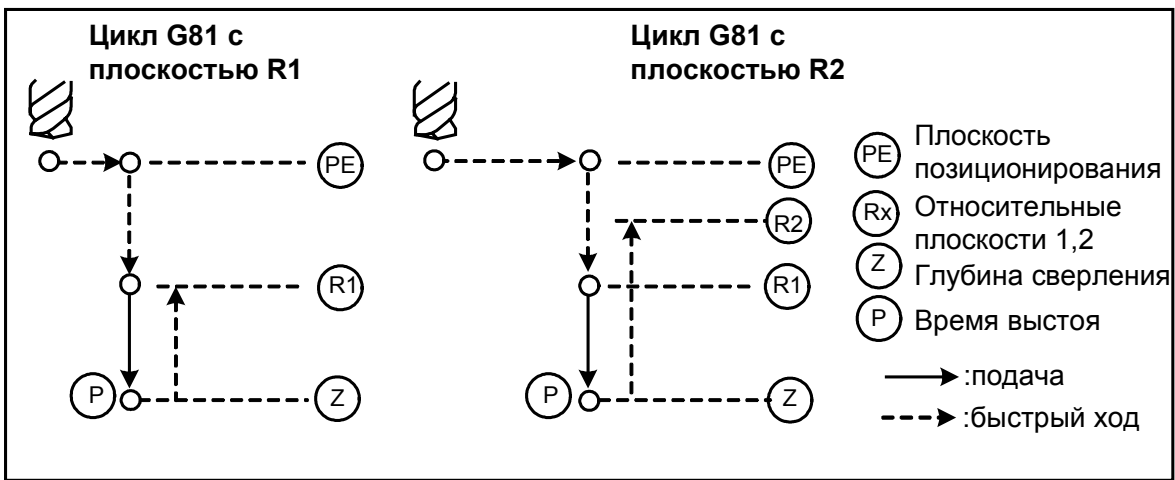 Цикл G81 с
плоскостью R1
PE
R1
P
Z
Цикл G81 с
плоскостью R2
PE
R2
R1
P
Z
PE Плоскость
позиционирования
Rx Относительные
плоскости 1,2
Z Глубина сверления
P Время выстоя
:подача
:быстрый ход